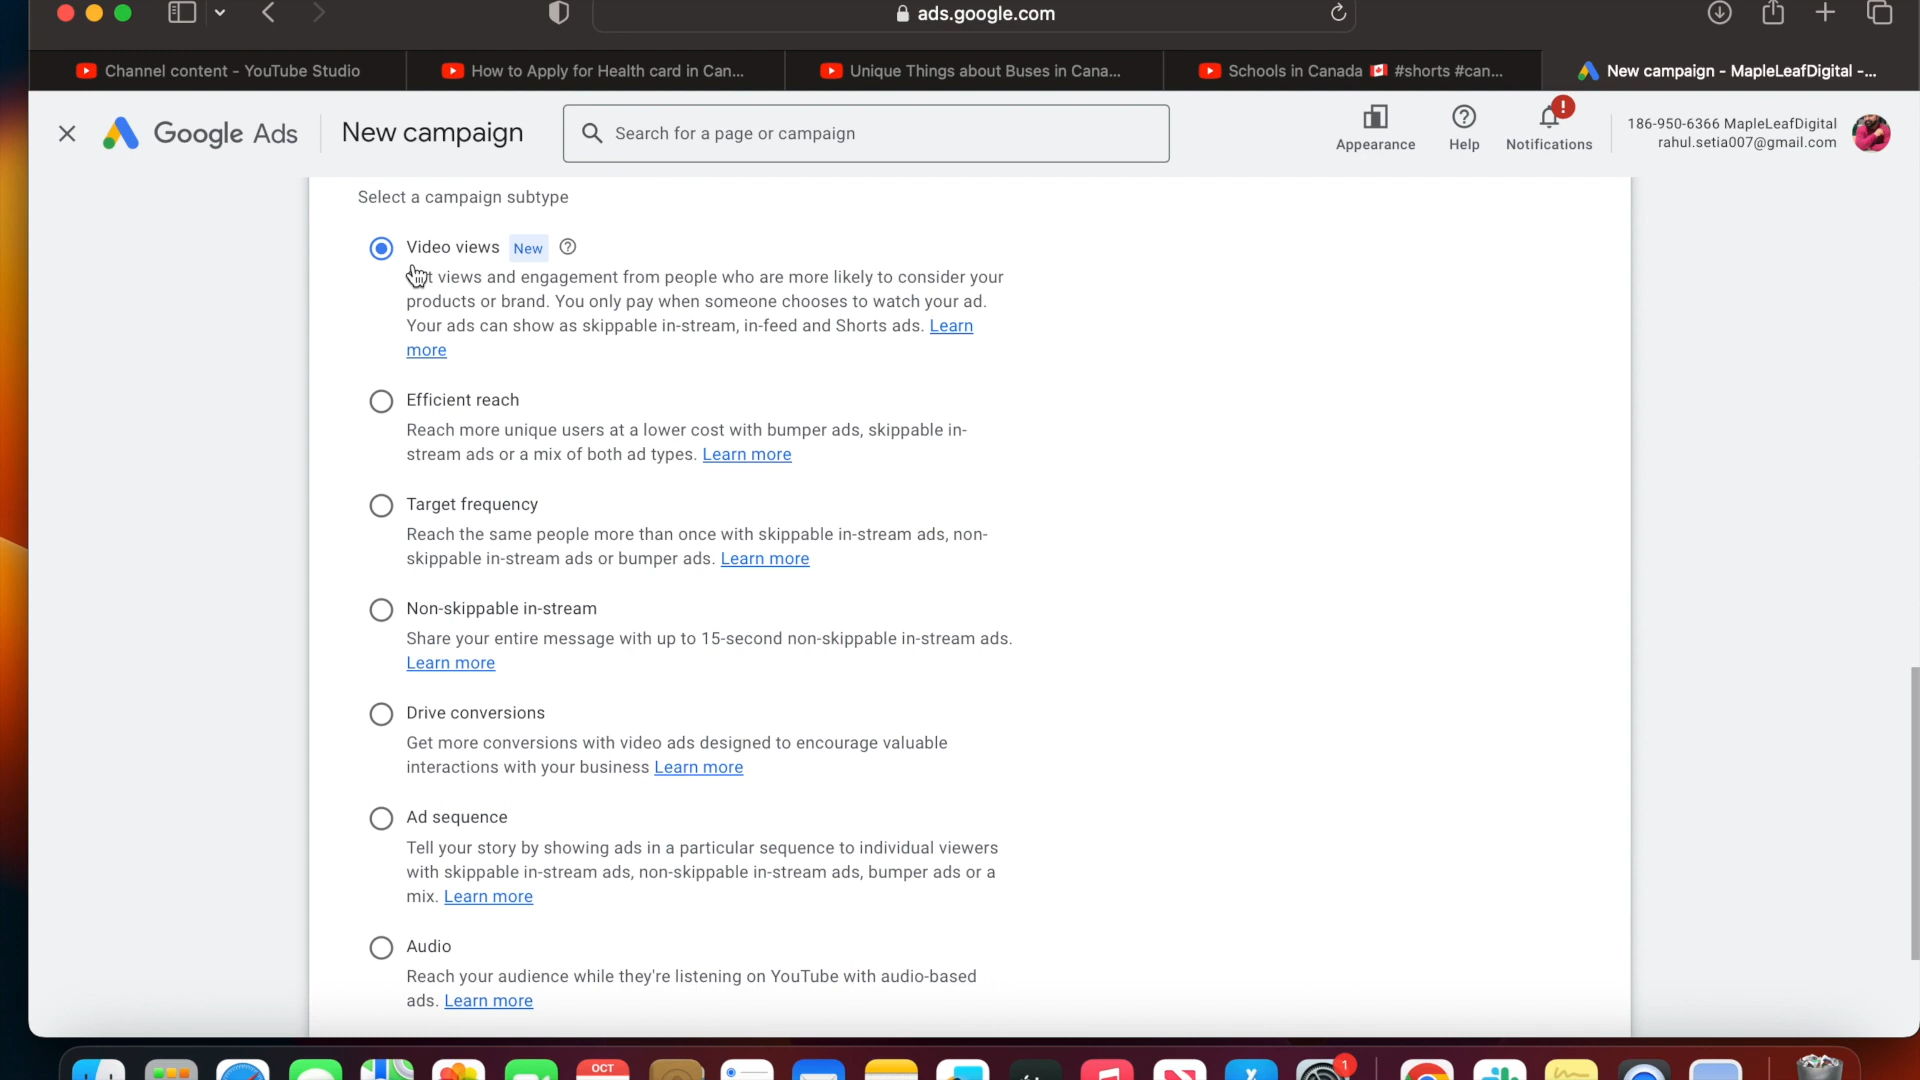 ads.google.com
Channel content - YouTube Studio
How to Apply for Health card in Can...
Unique Things about Buses in Cana...
Schools in Canada 🇨🇦 #shorts #can...
New campaign - MapleLeafDigital -...
Google Ads
New campaign
Search for a page or campaign
Appearance
Help
!
Notifications
186-950-6366 MapleLeafDigital
rahul.setia007@gmail.com
Select a campaign subtype
Video views New
t views and engagement from people who are more likely to consider your
products or brand. You only pay when someone chooses to watch your ad.
Your ads can show as skippable in-stream, in-feed and Shorts ads. Learn
more
Efficient reach
Reach more unique users at a lower cost with bumper ads, skippable in-
stream ads or a mix of both ad types. Learn more
Target frequency
Reach the same people more than once with skippable in-stream ads, non-
skippable in-stream ads or bumper ads. Learn more
Non-skippable in-stream
Share your entire message with up to 15-second non-skippable in-stream ads.
Learn more
Drive conversions
Get more conversions with video ads designed to encourage valuable
interactions with your business Learn more
Ad sequence
Tell your story by showing ads in a particular sequence to individual viewers
with skippable in-stream ads, non-skippable in-stream ads, bumper ads or a
mix. Learn more
Audio
Reach your audience while they're listening on YouTube with audio-based
ads. Learn more
OCT
1